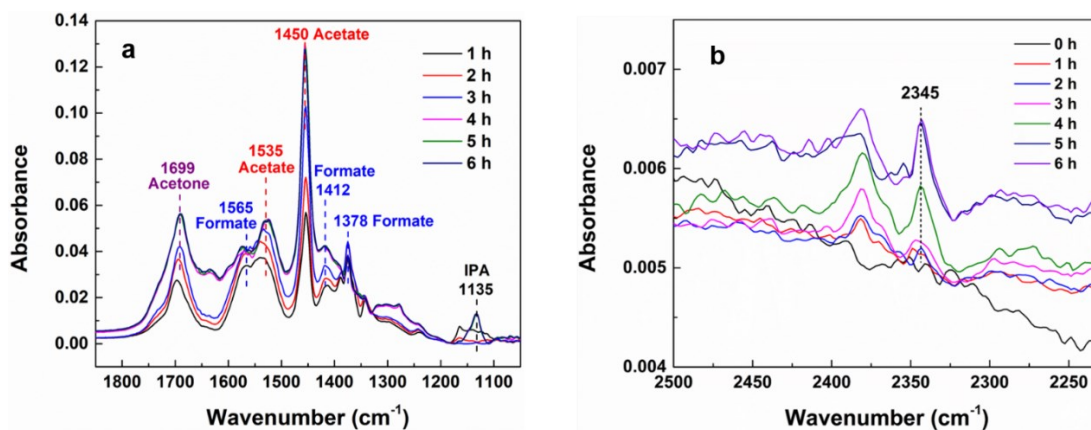 a
1450 Acetate
1 h
2 h
3 h
4 h
5 h
6 h
1699
Acetone
1565
Formate
1535
Acetate
Formate
1412
1378 Formate
IPA
1135
0.14
0.12
0.10
0.08
0.06
0.04
0.02
0.00
Absorbance
1800 1700 1600 1500 1400 1300 1200 1100
Wavenumber (cm⁻¹)
b
2345
0 h
1 h
2 h
3 h
4 h
5 h
6 h
0.007
0.006
0.005
0.004
Absorbance
2500 2450 2400 2350 2300 2250
Wavenumber (cm⁻¹)